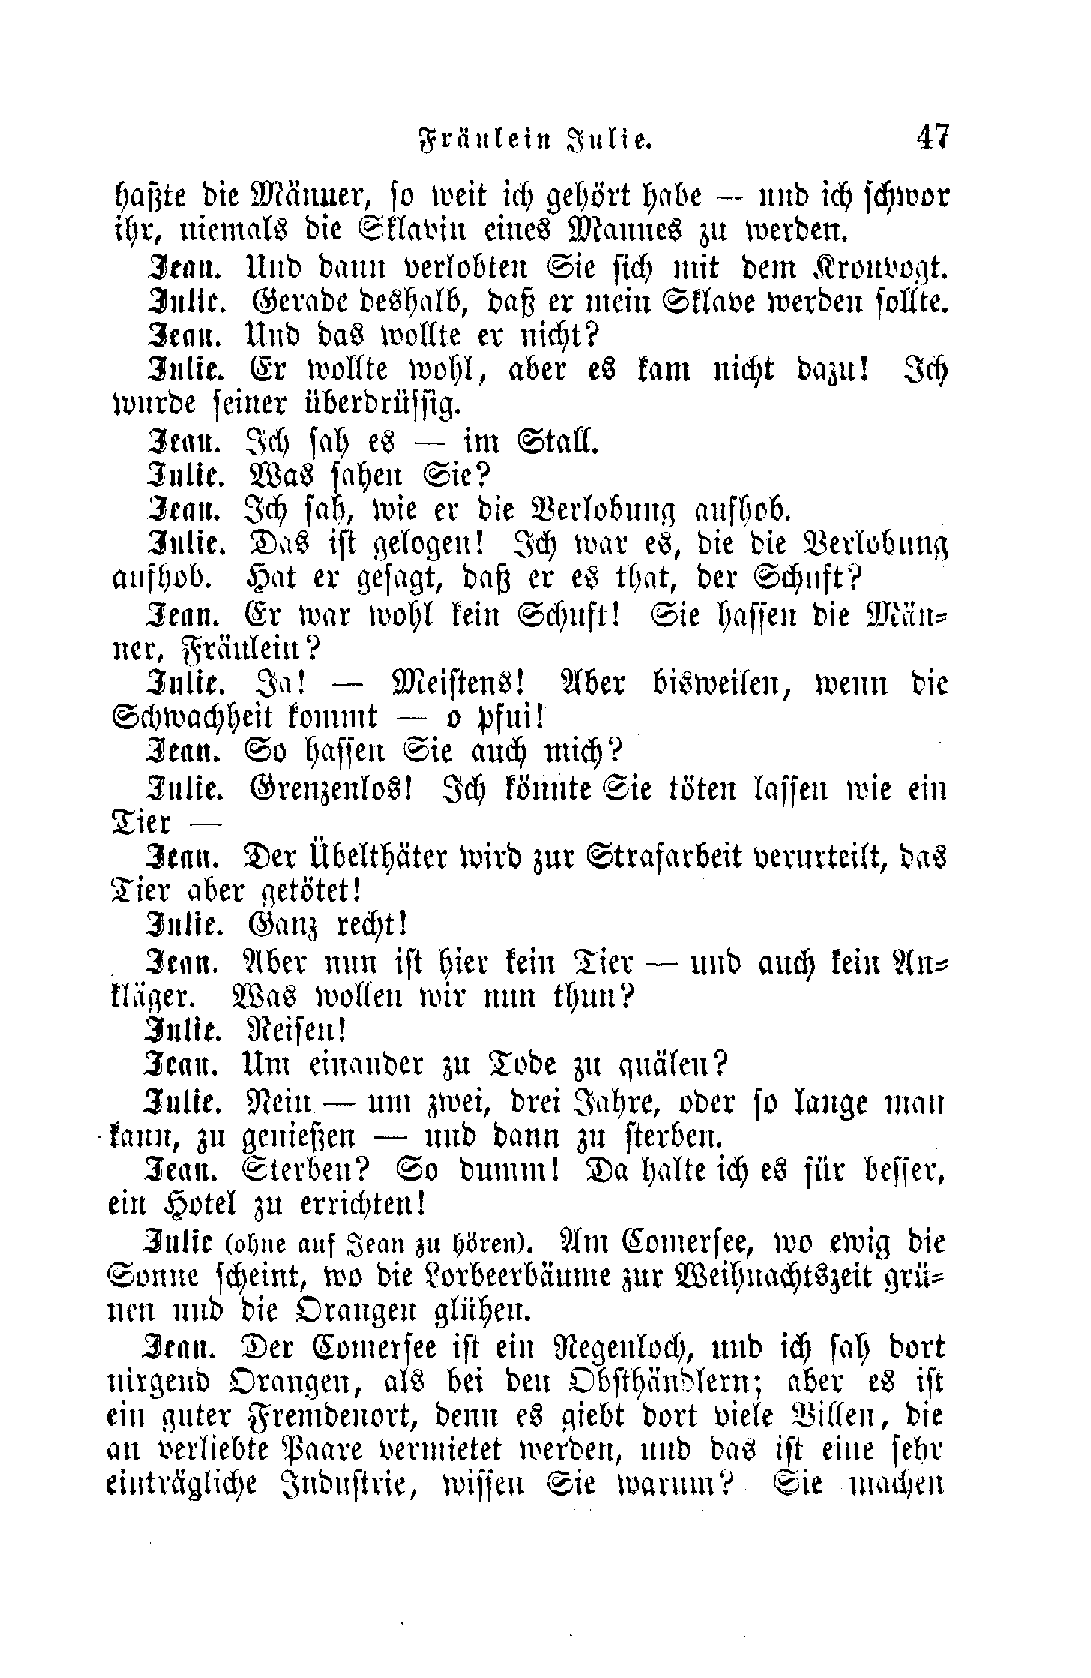 Fräulein Julie. 47
haßte die Männer, so weit ich gehört habe — und ich schwor
ihr, niemals die Sklavin eines Mannes zu werden.
Jean. Und dann verlobten Sie sich mit dem Kronvogt.
Julie. Gerade deshalb, daß er mein Sklave werden sollte.
Jean. Und das wollte er nicht?
Julie. Er wollte wohl, aber es kam nicht dazu! Ich
wurde seiner überdrüssig.
Jean. Ich sah es — im Stall.
Julie. Was sahen Sie?
Jean. Ich sah, wie er die Verlobung aufhob.
Julie. Das ist gelogen! Ich war es, die die Verlobung
aufhob. Hat er gesagt, daß er es that, der Schuft?
Jean. Er war wohl kein Schuft! Sie hassen die Män-
ner, Fräulein?
Julie. Ja! — Meistens! Aber bisweilen, wenn die
Schwachheit kommt — o pfui!
Jean. So hassen Sie auch mich?
Julie. Grenzenlos! Ich könnte Sie töten lassen wie ein
Tier —
Jean. Der Übelthäter wird zur Strafarbeit verurteilt, das
Tier aber getötet!
Julie. Ganz recht!
Jean. Aber nun ist hier kein Tier — und auch kein An-
kläger. Was wollen wir nun thun?
Julie. Reisen!
Jean. Um einander zu Tode zu quälen?
Julie. Nein — um zwei, drei Jahre, oder so lange man
kann, zu genießen — und dann zu sterben.
Jean. Sterben? So dumm! Da halte ich es für besser,
ein Hotel zu errichten!
Julie (ohne auf Jean zu hören). Am Comersee, wo ewig die
Sonne scheint, wo die Lorbeerbäume zur Weihnachtszeit grü-
nen und die Orangen glühen.
Jean. Der Comersee ist ein Regenloch, und ich sah dort
nirgend Orangen, als bei den Obsthändlern; aber es ist
ein guter Fremdenort, denn es giebt dort viele Villen, die
an verliebte Paare vermietet werden, und das ist eine sehr
einträgliche Industrie, wissen Sie warum? Sie machen